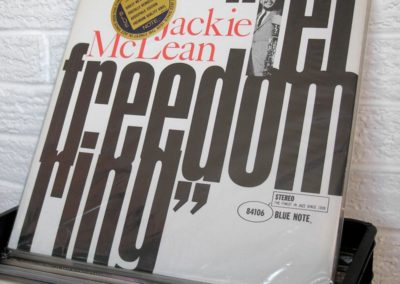 "let
Jackie
McLean
freedom
ring"
STEREO
84106
BLUE NOTE